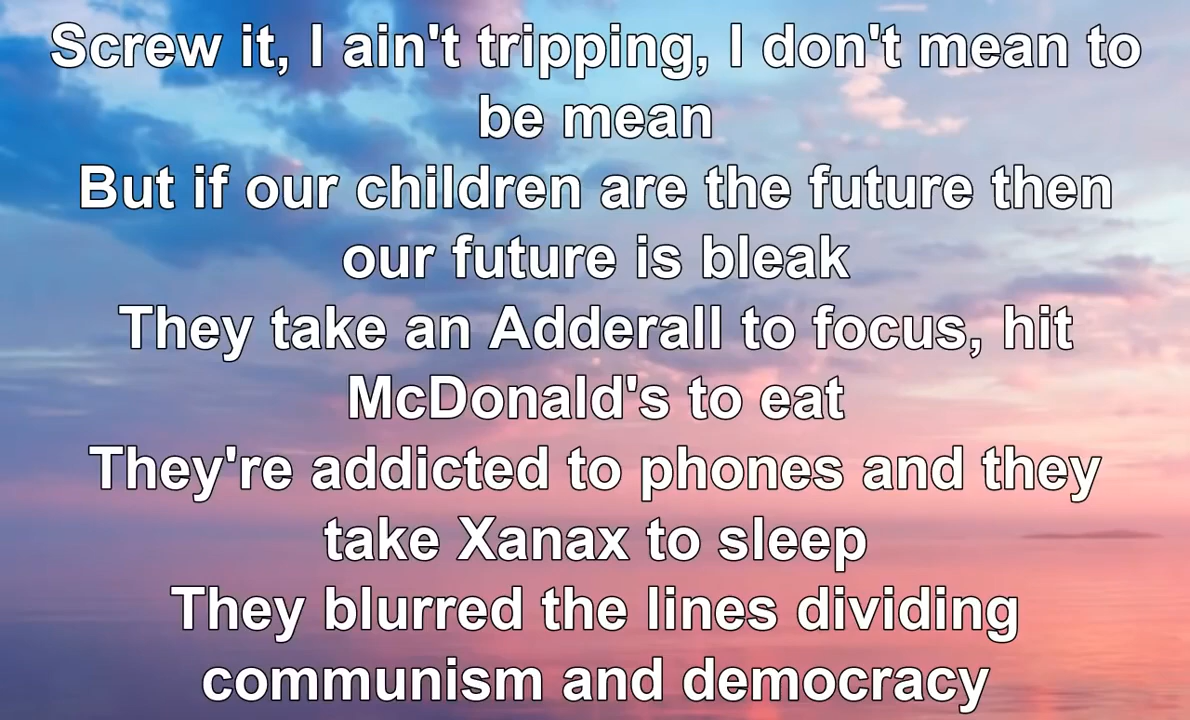 Screw it, I ain't tripping, I don't mean to
be mean
But if our children are the future then
our future is bleak
They take an Adderall to focus, hit
McDonald's to eat
They're addicted to phones and they
take Xanax to sleep
They blurred the lines dividing
communism and democracy